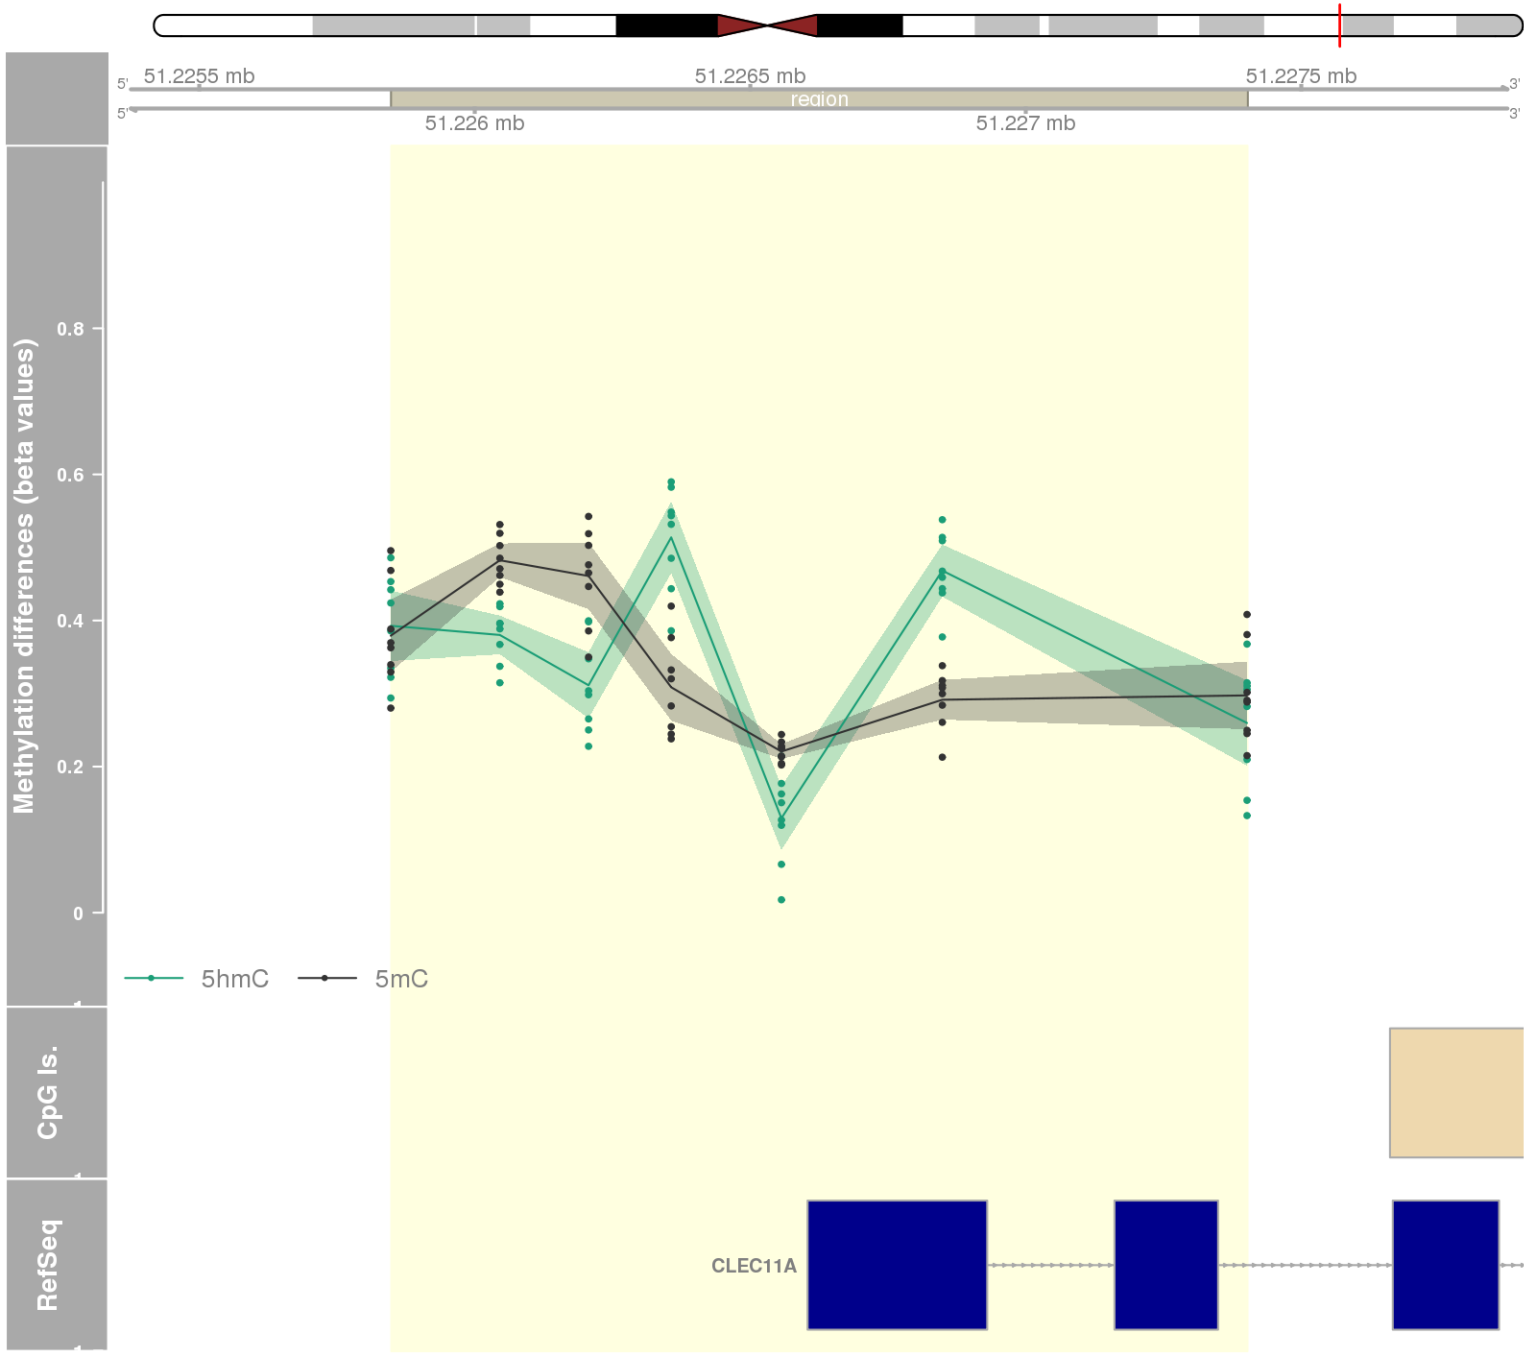 51.2255 mb 51.2265 mb 51.2275 mb
5' 3'
region
5' 3'
51.226 mb 51.227 mb
Methylation differences (beta values)
0.8
0.6
0.4
0.2
0
5hmC 5mC
CpG Is.
RefSeq
CLEC11A